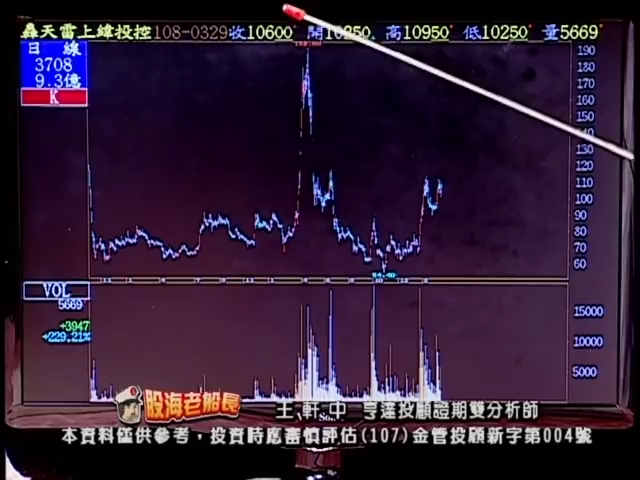 轟天雷上緯投控108-0329收10600 開10250 高10950 低10250 量5669
日 線
3708
9.3億
K
190
180
170
160
150
140
130
120
110
100
90
80
70
60
VOL
5669
+3947
+229.21%
15000
10000
5000
股海老船長
王軒中 亨達投顧證期雙分析師
本資料僅供參考，投資時應審慎評估(107)金管投顧新字第004號